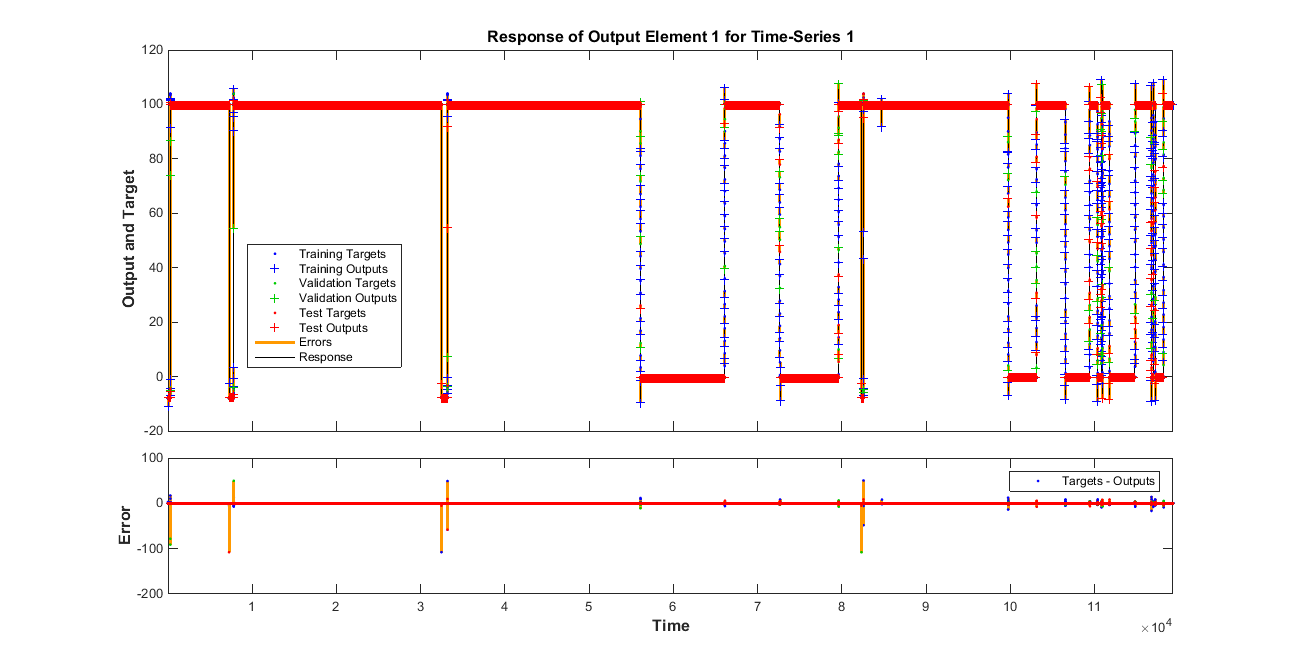 Response of Output Element 1 for Time-Series 1
Output and Target
120
100
80
60
40
20
0
-20
Training Targets
Training Outputs
Validation Targets
Validation Outputs
Test Targets
Test Outputs
Errors
Response
Error
100
0
-100
-200
Targets - Outputs
1 2 3 4 5 6 7 8 9 10 11
×10^4
Time